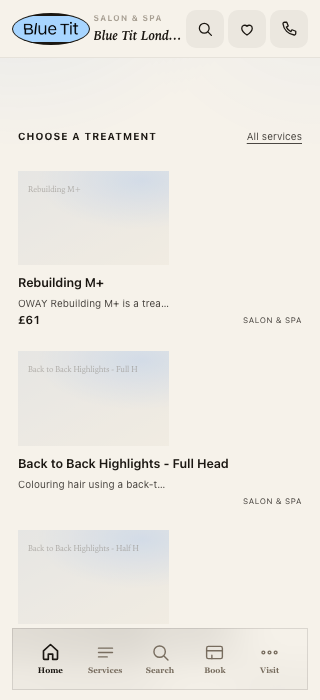 Blue Tit
SALON & SPA
Blue Tit Lond...
CHOOSE A TREATMENT
All services
Rebuilding M+
Rebuilding M+
OWAY Rebuilding M+ is a trea...
£61
SALON & SPA
Back to Back Highlights - Full H
Back to Back Highlights - Full Head
Colouring hair using a back-t...
SALON & SPA
Back to Back Highlights - Half H
Home
Services
Search
Book
Visit